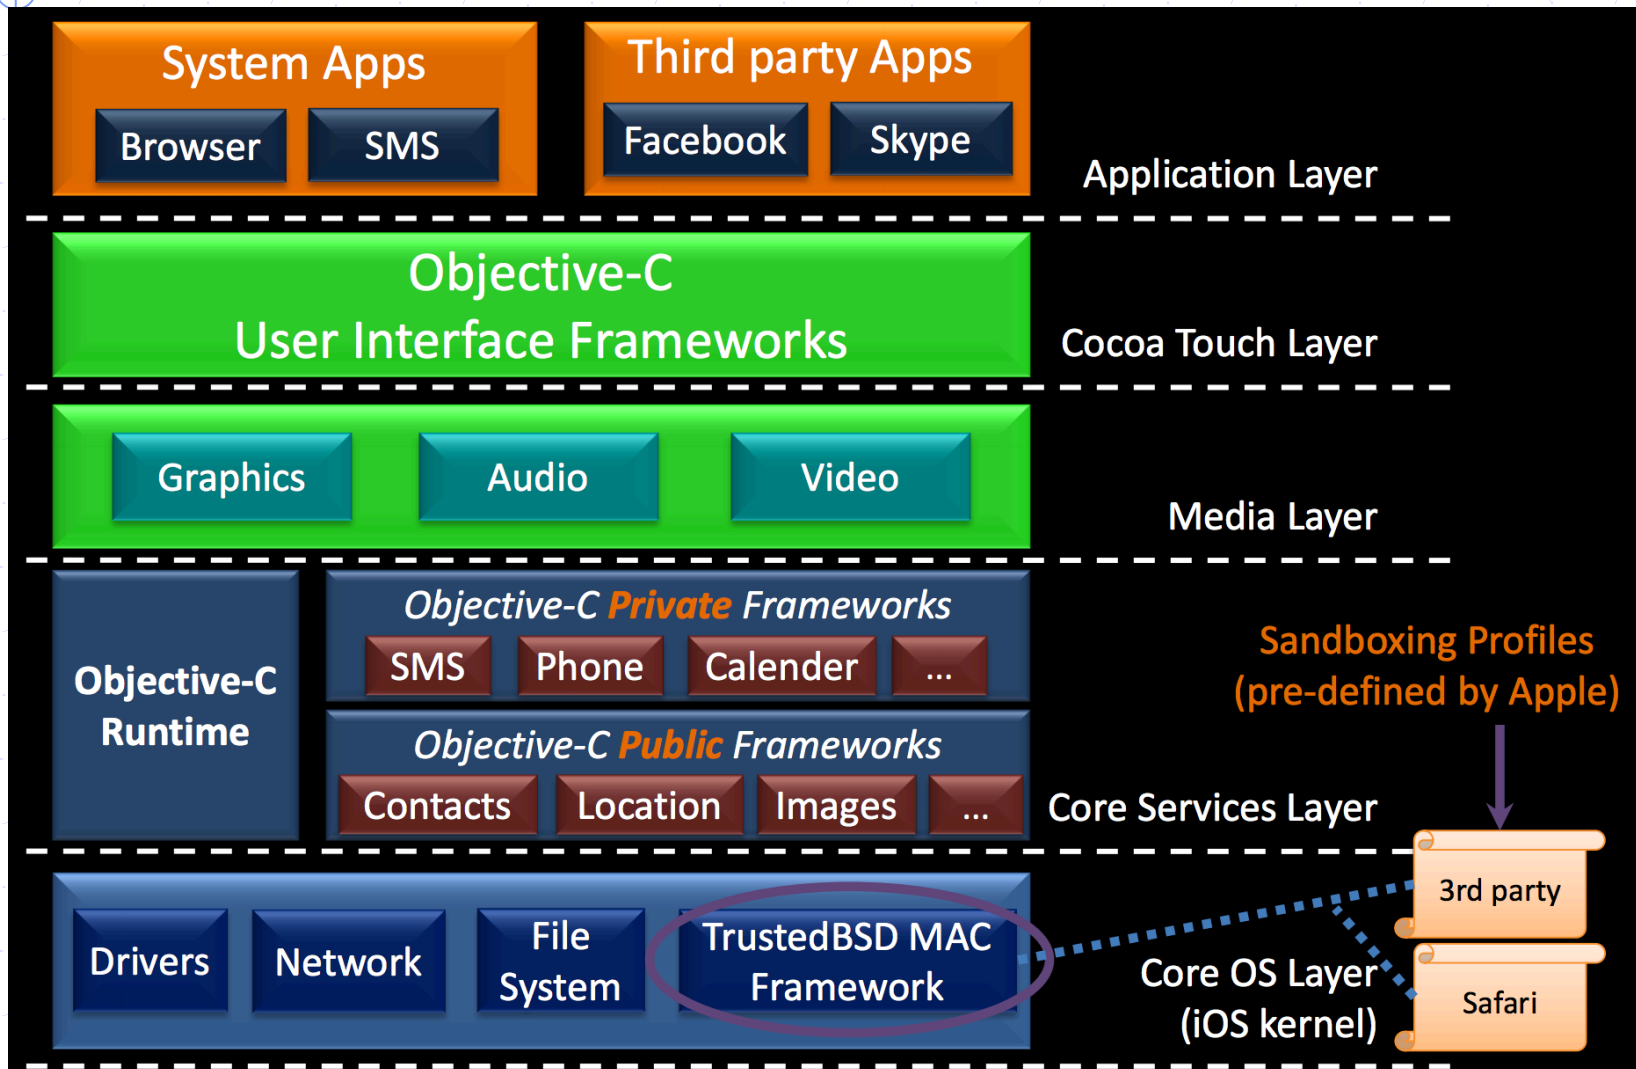 System Apps
Browser
SMS
Third party Apps
Facebook
Skype
Application Layer
Objective-C
User Interface Frameworks
Cocoa Touch Layer
Graphics
Audio
Video
Media Layer
Objective-C
Runtime
Objective-C Private Frameworks
SMS
Phone
Calender
...
Objective-C Public Frameworks
Contacts
Location
Images
...
Core Services Layer
Sandboxing Profiles
(pre-defined by Apple)
3rd party
Safari
Drivers
Network
File
System
TrustedBSD MAC
Framework
Core OS Layer
(iOS kernel)